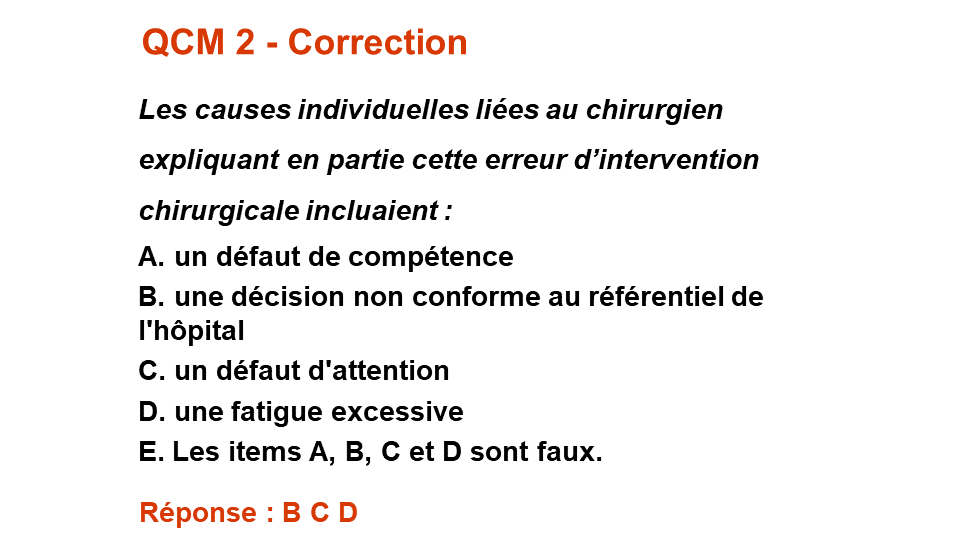 QCM 2 - Correction
Les causes individuelles liées au chirurgien
expliquant en partie cette erreur d’intervention
chirurgicale incluaient :
A. un défaut de compétence
B. une décision non conforme au référentiel de
l'hôpital
C. un défaut d'attention
D. une fatigue excessive
E. Les items A, B, C et D sont faux.
Réponse : B C D